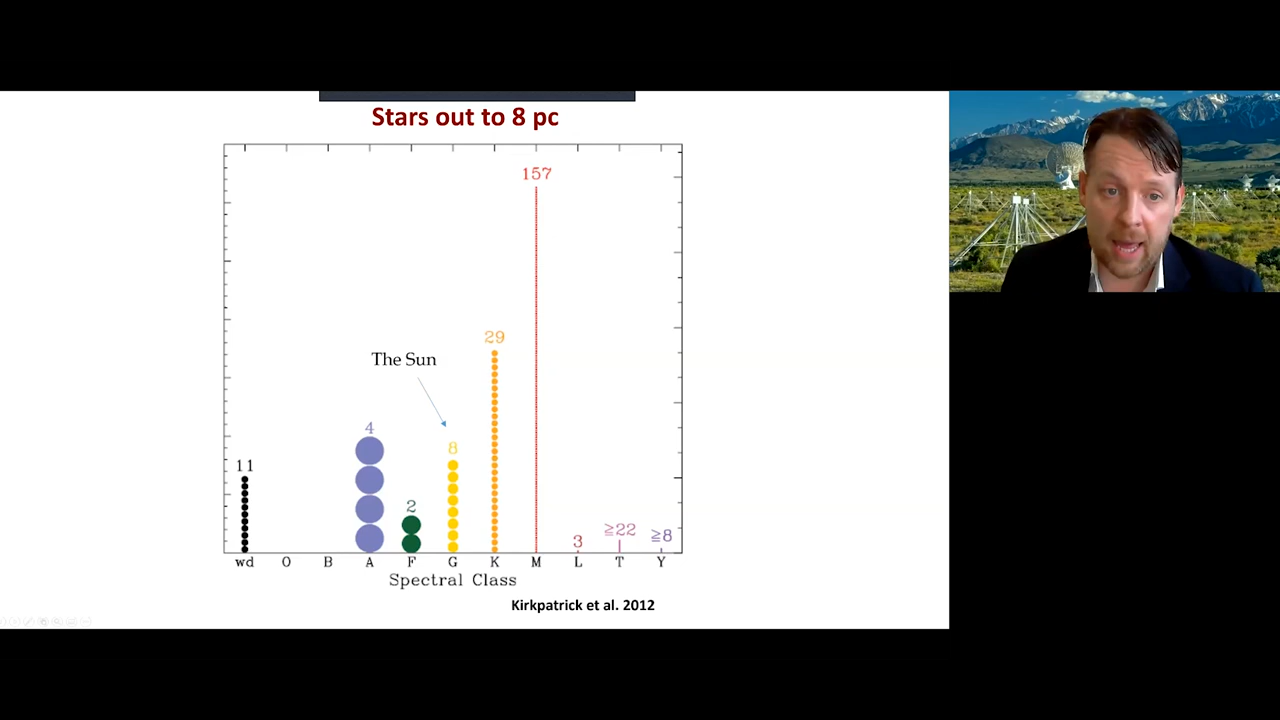 Stars out to 8 pc
157
29
The Sun
4
8
11
2
≧22
≧8
3
wd O B A F G K M L T Y
Spectral Class
Kirkpatrick et al. 2012